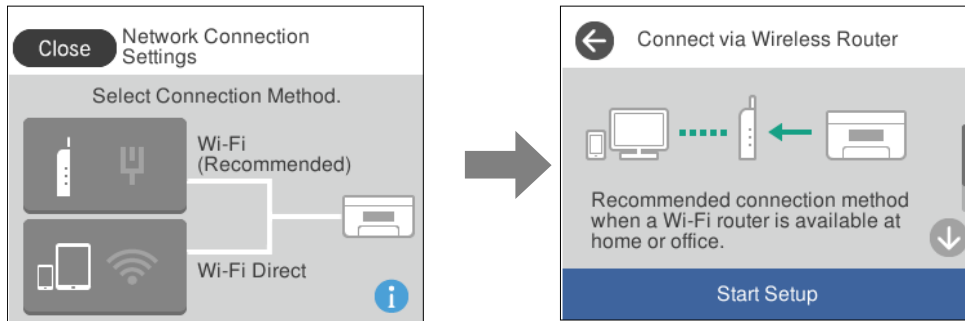 Close
Network Connection
Settings
Select Connection Method.
Wi-Fi
(Recommended)
Wi-Fi Direct
i
Connect via Wireless Router
Recommended connection method
when a Wi-Fi router is available at
home or office.
Start Setup